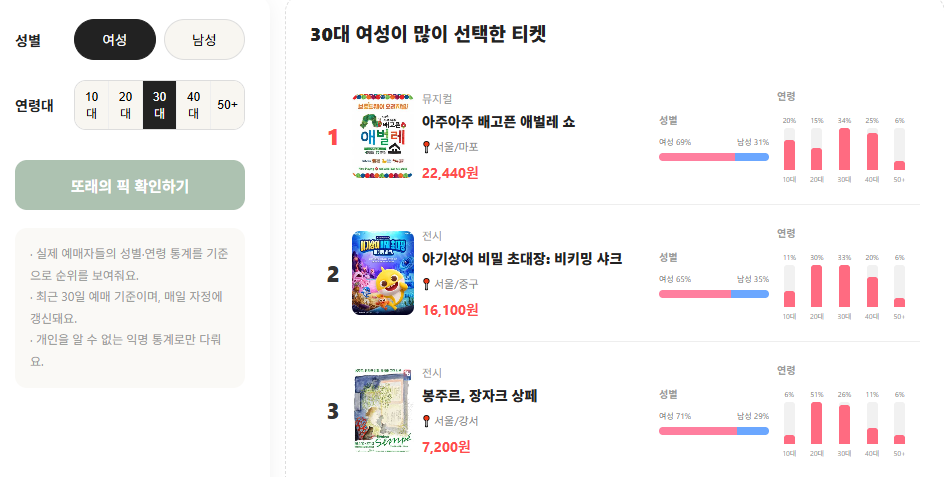 성별
여성
남성
연령대
10
대
20
대
30
대
40
대
50+
또래의 픽 확인하기
· 실제 예매자들의 성별·연령 통계를 기준
으로 순위를 보여줘요.
· 최근 30일 예매 기준이며, 매일 자정에
갱신돼요.
· 개인을 알 수 없는 익명 통계로만 다뤄
요.
30대 여성이 많이 선택한 티켓
1
배고픈
애벌레
쇼
뮤지컬
아주아주 배고픈 애벌레 쇼
서울/마포
22,440원
성별
여성 69% 남성 31%
연령
20% 15% 34% 25% 6%
10대 20대 30대 40대 50+
2
전시
아기상어 비밀 초대장: 비키밍 샤크
서울/중구
16,100원
성별
여성 65% 남성 35%
연령
11% 30% 33% 20% 6%
10대 20대 30대 40대 50+
3
전시
봉주르, 장자크 상페
서울/강서
7,200원
성별
여성 71% 남성 29%
연령
6% 51% 26% 11% 6%
10대 20대 30대 40대 50+